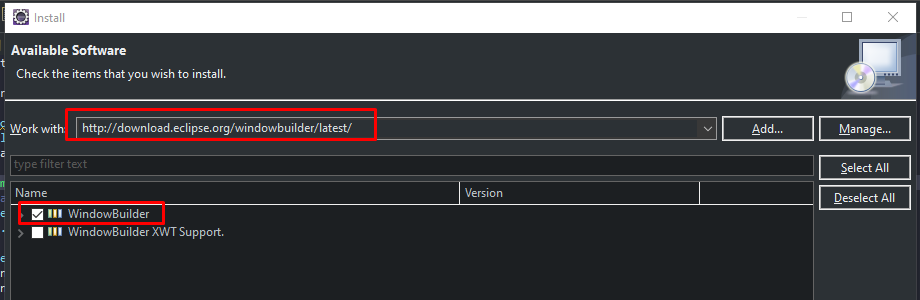 Install
Available Software
Check the items that you wish to install.
Work with: http://download.eclipse.org/windowbuilder/latest/ Add... Manage...
type filter text Select All
Name Version
Deselect All
WindowBuilder
WindowBuilder XWT Support.